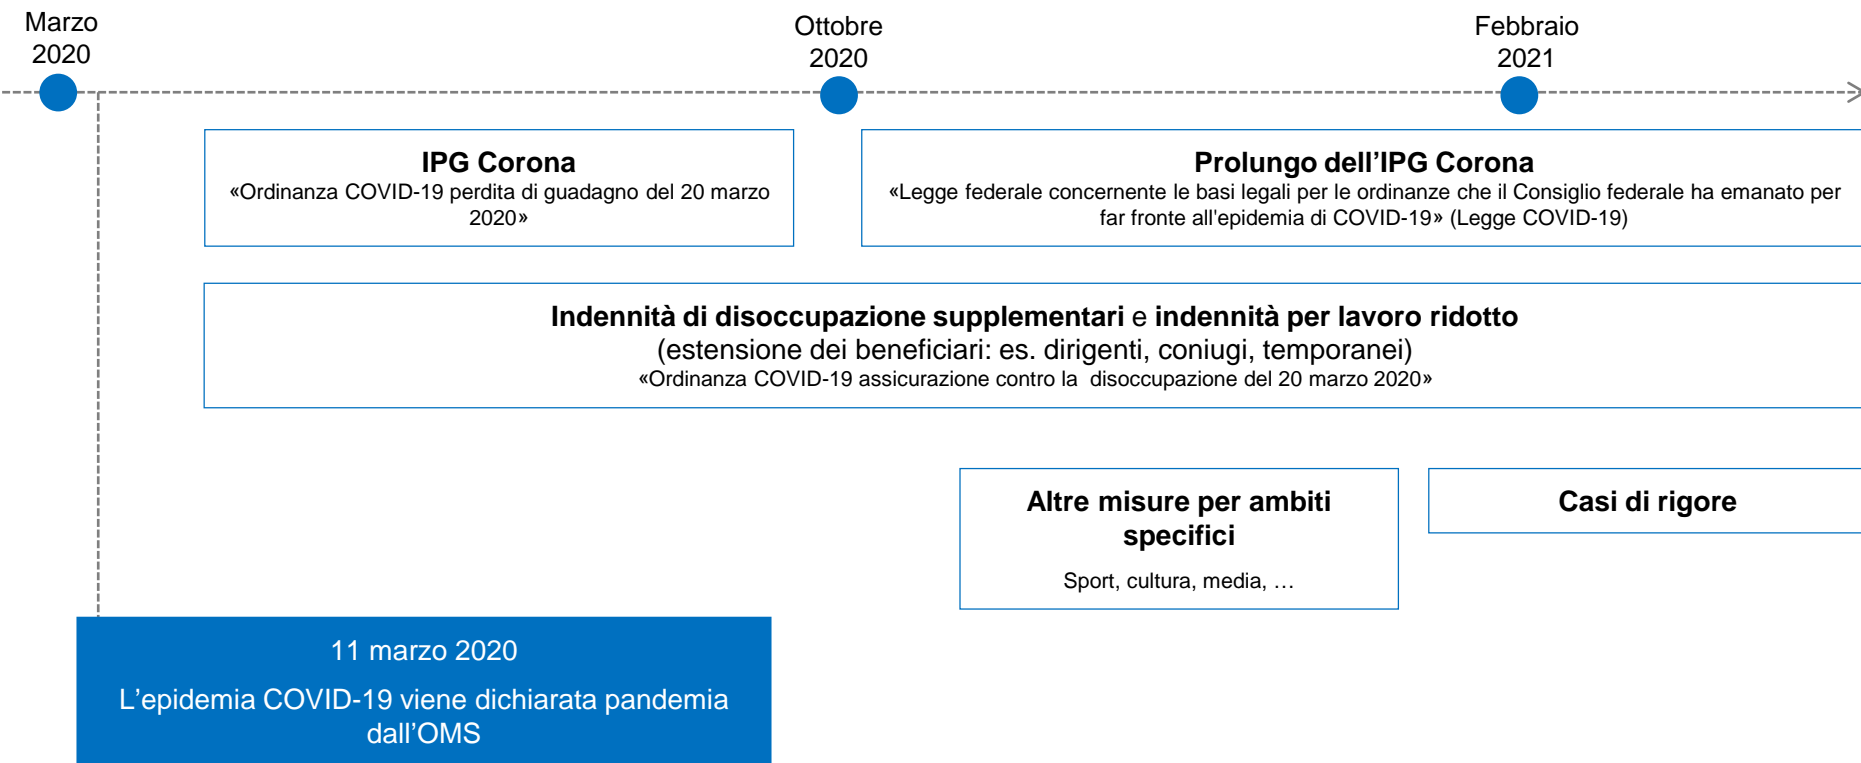 Marzo
2020
Ottobre
2020
Febbraio
2021
IPG Corona
«Ordinanza COVID-19 perdita di guadagno del 20 marzo
2020»
Prolungo dell’IPG Corona
«Legge federale concernente le basi legali per le ordinanze che il Consiglio federale ha emanato per
far fronte all'epidemia di COVID-19» (Legge COVID-19)
Indennità di disoccupazione supplementari e indennità per lavoro ridotto
(estensione dei beneficiari: es. dirigenti, coniugi, temporanei)
«Ordinanza COVID-19 assicurazione contro la disoccupazione del 20 marzo 2020»
Altre misure per ambiti
specifici
Sport, cultura, media, …
Casi di rigore
11 marzo 2020
L’epidemia COVID-19 viene dichiarata pandemia
dall’OMS